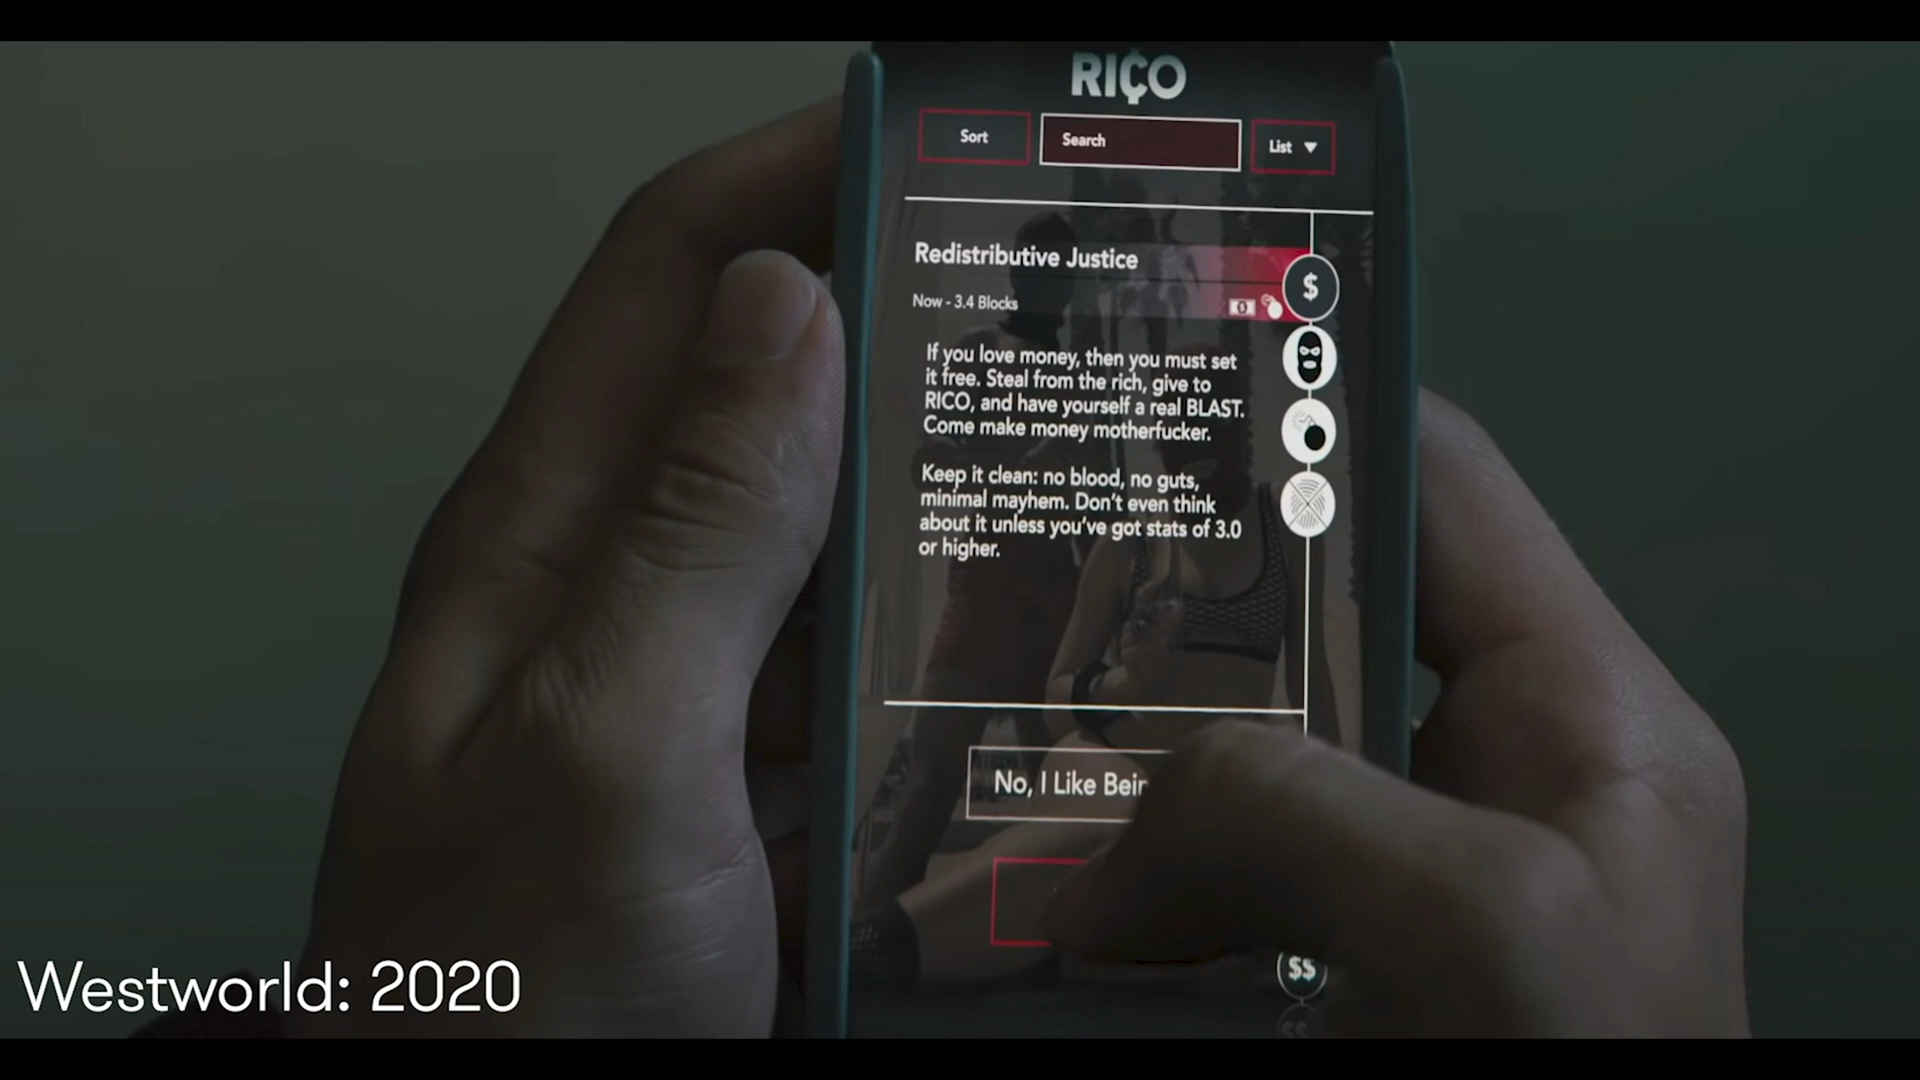 RI₵O
Sort
Search
List ▼
Redistributive Justice
$
Now - 3.4 Blocks
If you love money, then you must set
it free. Steal from the rich, give to
RICO, and have yourself a real BLAST.
Come make money motherfucker.
Keep it clean: no blood, no guts,
minimal mayhem. Don't even think
about it unless you've got stats of 3.0
or higher.
No, I Like
$$
$$
Westworld: 2020